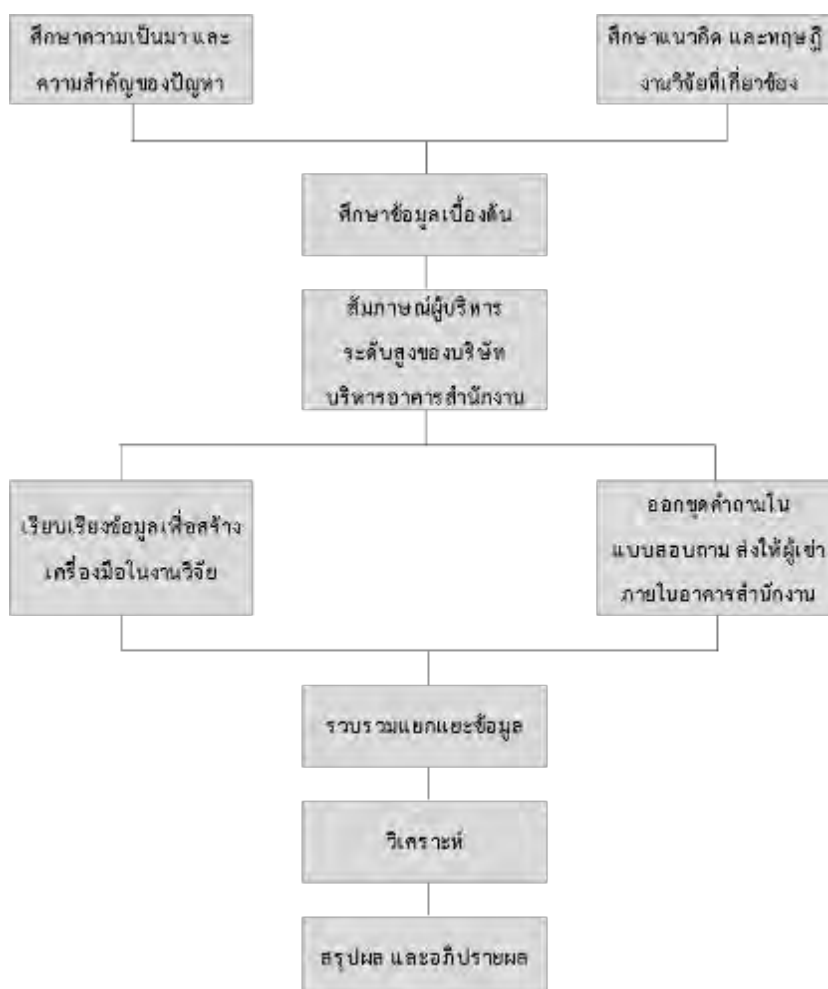 ศึกษาความเป็นมา และ
ความสำคัญของปัญหา
ศึกษาแนวคิด และทฤษฎี
งานวิจัยที่เกี่ยวข้อง
ศึกษาข้อมูลเบื้องต้น
สัมภาษณ์ผู้บริหาร
ระดับสูงของบริษัท
บริหารอาคารสำนักงาน
เรียบเรียงข้อมูลเพื่อสร้าง
เครื่องมือในงานวิจัย
ออกชุดคำถามใน
แบบสอบถาม ส่งให้ผู้เช่า
ภายในอาคารสำนักงาน
รวบรวมแยกแยะข้อมูล
วิเคราะห์
สรุปผล และอภิปรายผล